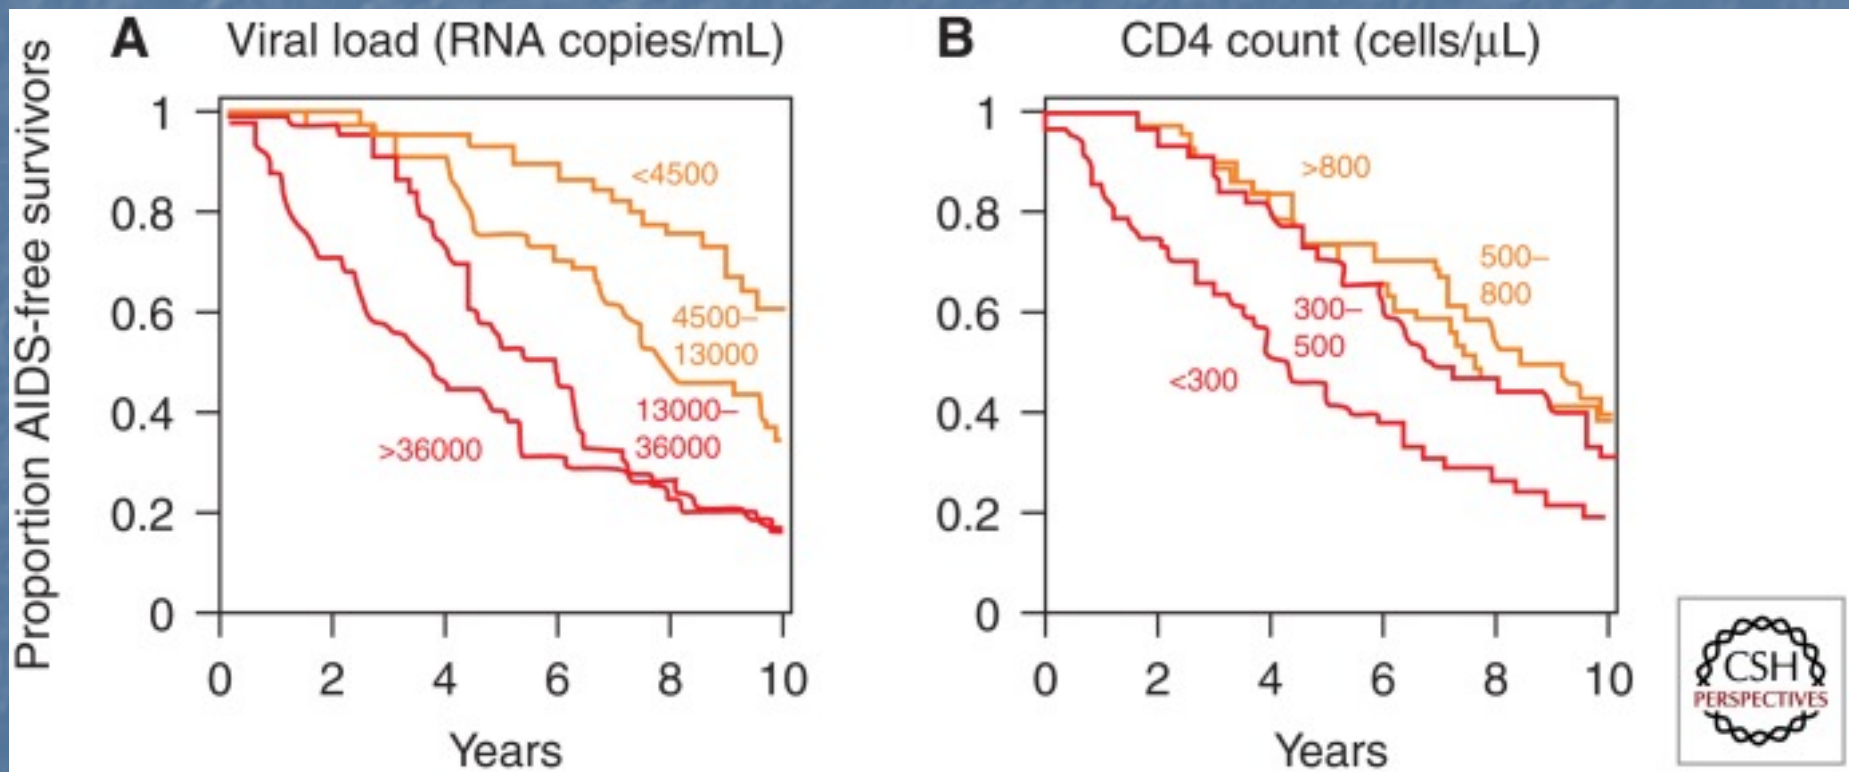 A Viral load (RNA copies/mL)
B CD4 count (cells/μL)
Proportion AIDS-free survivors
1
0.8
0.6
0.4
0.2
0
<4500
4500–
13000
13000–
36000
>36000
0 2 4 6 8 10
Years
1
0.8
0.6
0.4
0.2
0
>800
500–
800
300–
500
<300
0 2 4 6 8 10
Years
CSH
PERSPECTIVES